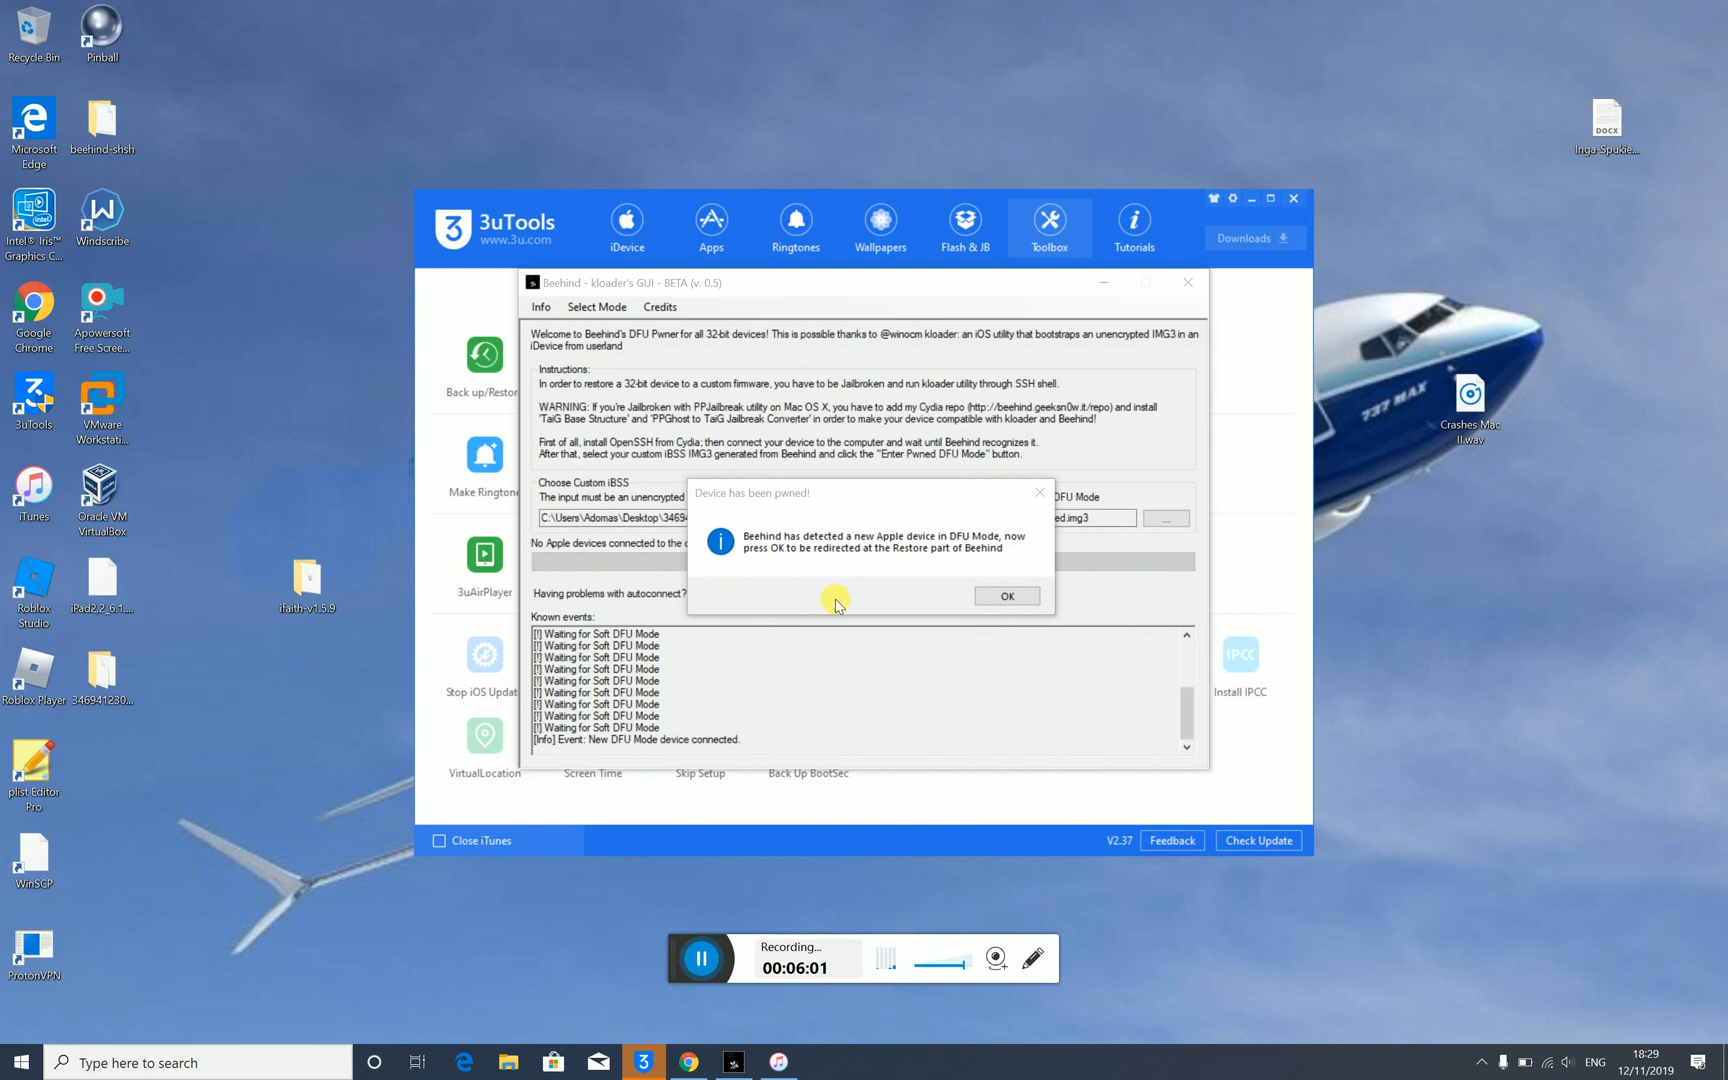 Recycle Bin
Pinball
Microsoft
Edge
beehind-shsh
Intel® Iris™
Graphics C...
Windscribe
Google
Chrome
Apowersoft
Free Scree...
3uTools
VMware
Workstati...
iTunes
Oracle VM
VirtualBox
Roblox
Studio
iPad2,2_6.1....
ifaith-v1.5.9
Roblox Player
346941230...
plist Editor
Pro
WinSCP
ProtonVPN
DOCX
Inga-Spukie...
Crashes Mac
II.wav
737 MAX
3 3uTools
www.3u.com
iDevice
Apps
Ringtones
Wallpapers
Flash & JB
Toolbox
Tutorials
Downloads
Beehind - kloader's GUI - BETA (v. 0.5)
Info Select Mode Credits
Welcome to Beehind's DFU Pwner for all 32-bit devices! This is possible thanks to @winocm kloader: an iOS utility that bootstraps an unencrypted IMG3 in an
iDevice from userland
Instructions:
In order to restore a 32-bit device to a custom firmware, you have to be Jailbroken and run kloader utility through SSH shell.
WARNING: If you're Jailbroken with PPJailbreak utility on Mac OS X, you have to add my Cydia repo (http://beehind.geeksn0w.it/repo) and install
'TaiG Base Structure' and 'PPGhost to TaiG Jailbreak Converter' in order to make your device compatible with kloader and Beehind!
First of all, install OpenSSH from Cydia; then connect your device to the computer and wait until Beehind recognizes it.
After that, select your custom iBSS IMG3 generated from Beehind and click the "Enter Pwned DFU Mode" button.
Choose Custom iBSS
The input must be an unencrypted
DFU Mode
C:\Users\Adomas\Desktop\34694
ed.img3
...
No Apple devices connected to the
Having problems with autoconnect?
Known events:
[!] Waiting for Soft DFU Mode
[!] Waiting for Soft DFU Mode
[!] Waiting for Soft DFU Mode
[!] Waiting for Soft DFU Mode
[!] Waiting for Soft DFU Mode
[!] Waiting for Soft DFU Mode
[!] Waiting for Soft DFU Mode
[!] Waiting for Soft DFU Mode
[!] Waiting for Soft DFU Mode
[Info] Event: New DFU Mode device connected.
Device has been pwned!
Beehind has detected a new Apple device in DFU Mode, now
press OK to be redirected at the Restore part of Beehind
OK
Back up/Restor
Make Ringtone
3uAirPlayer
Stop iOS Updat
IPCC
Install IPCC
VirtualLocation
Screen Time
Skip Setup
Back Up BootSec
Close iTunes
V2.37
Feedback
Check Update
Recording...
00:06:01
Type here to search
3
ENG
18:29
12/11/2019